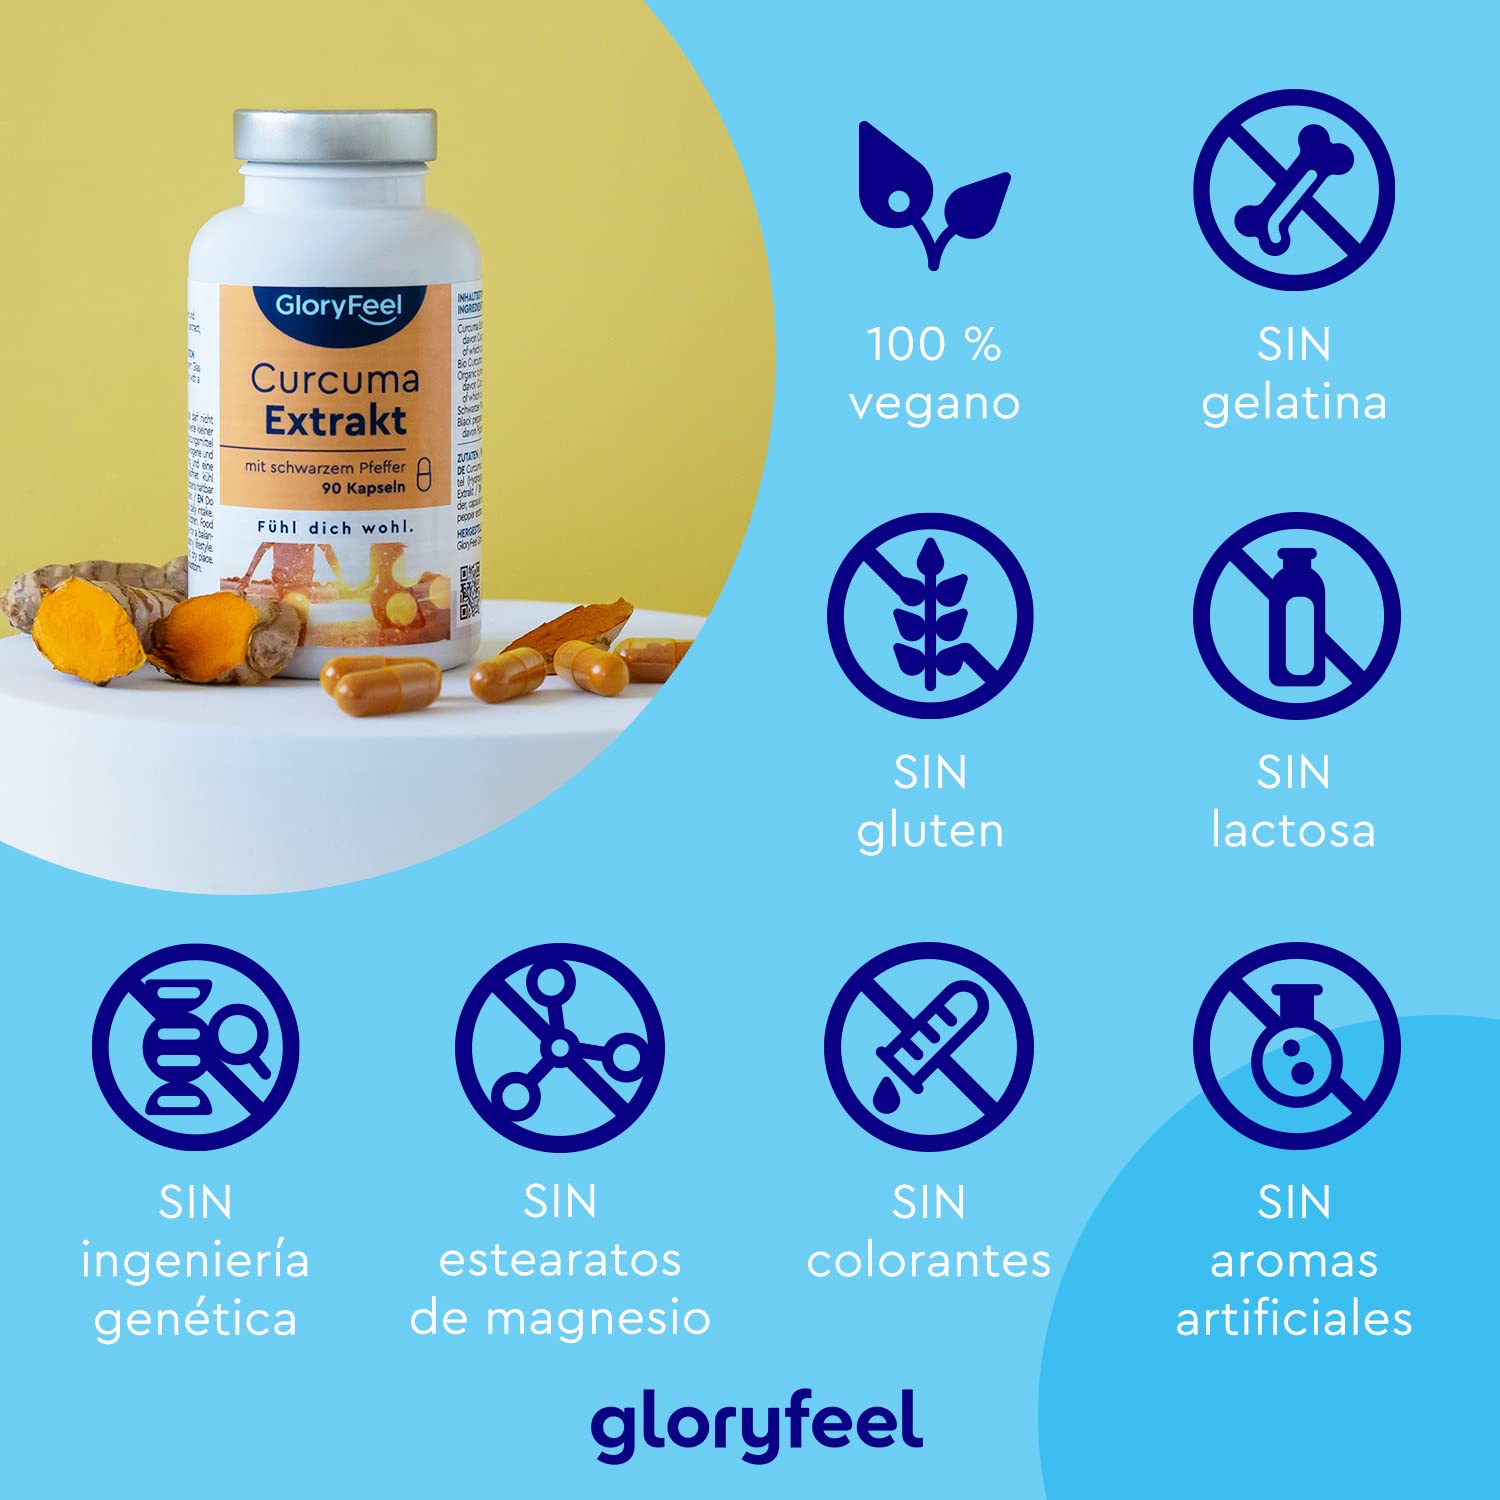 GloryFeel
Curcuma
Extrakt
mit schwarzem Pfeffer
90 Kapseln
Fühl dich wohl.
100 %
vegano
SIN
gelatina
SIN
gluten
SIN
lactosa
SIN
ingeniería
genética
SIN
estearatos
de magnesio
SIN
colorantes
SIN
aromas
artificiales
gloryfeel